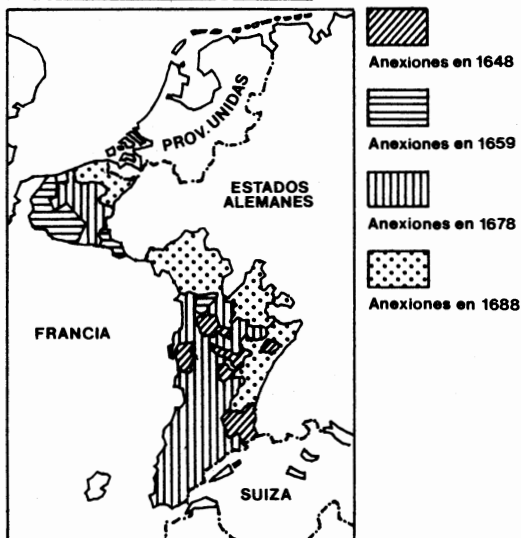 PROV. UNIDAS
ESTADOS
ALEMANES
FRANCIA
SUIZA
Anexiones en 1648
Anexiones en 1659
Anexiones en 1678
Anexiones en 1688